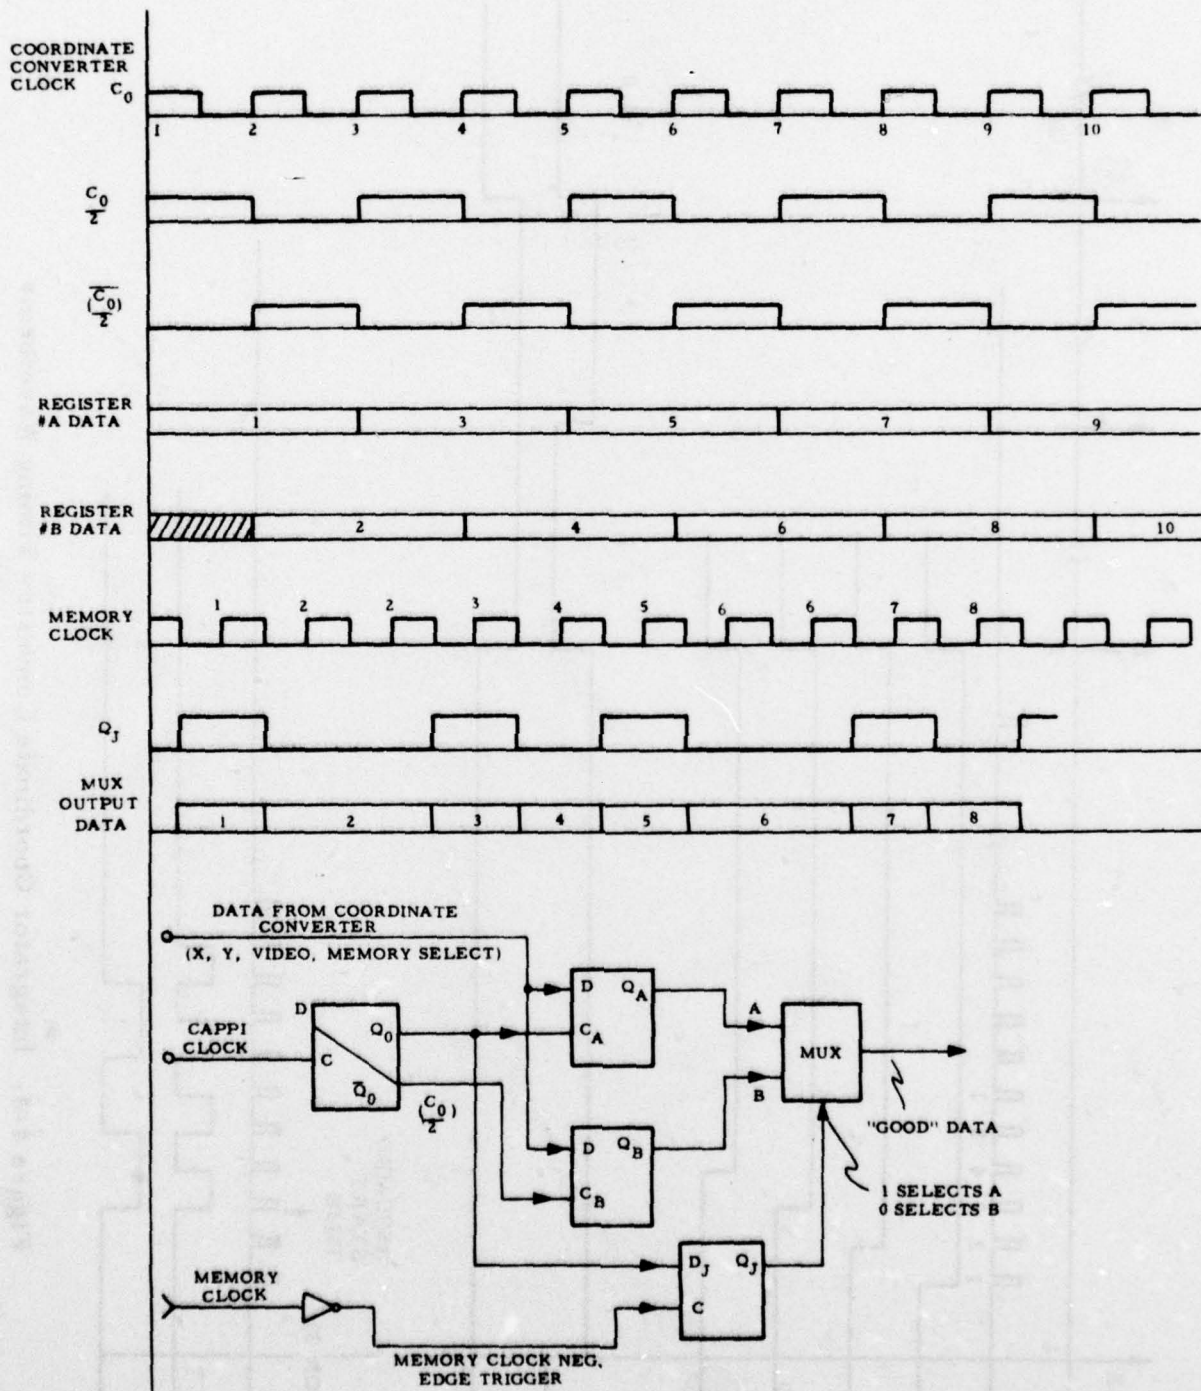 COORDINATE
CONVERTER
CLOCK C0
1 2 3 4 5 6 7 8 9 10
C0
2
(C0)
2
REGISTER
#A DATA
1 3 5 7 9
REGISTER
#B DATA
2 4 6 8 10
MEMORY
CLOCK
1 2 2 3 4 5 6 6 7 8
QJ
MUX
OUTPUT
DATA
1 2 3 4 5 6 7 8
DATA FROM COORDINATE
CONVERTER
(X, Y, VIDEO, MEMORY SELECT)
CAPPI
CLOCK
D
Q0
C
Q̅0
(C0)
2
D QA
CA
D QB
CB
A
B
MUX
"GOOD" DATA
1 SELECTS A
0 SELECTS B
DJ QJ
C
MEMORY
CLOCK
MEMORY CLOCK NEG.
EDGE TRIGGER